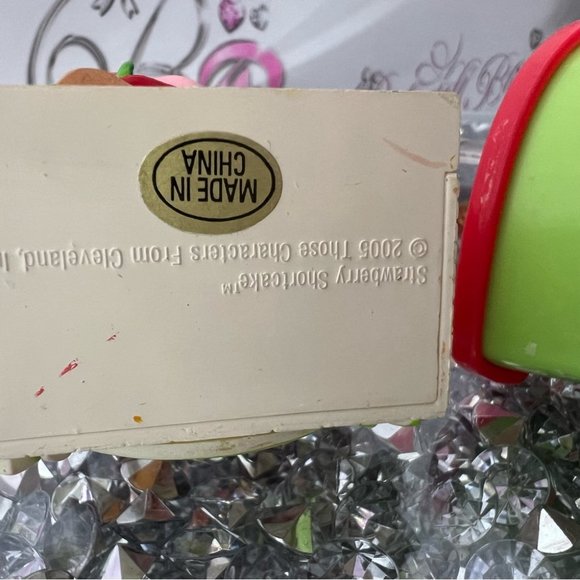 Strawberry Shortcake™
© 2005 Those Characters From Cleveland, I
MADE IN
CHINA